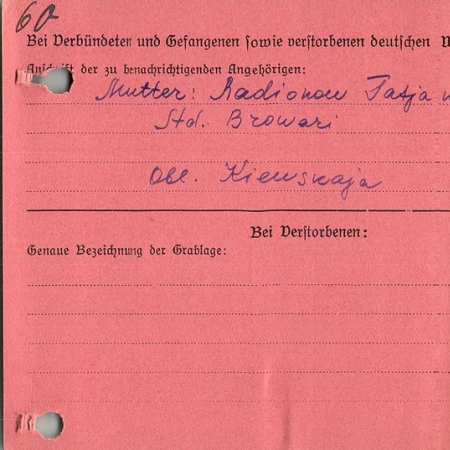 60
Bei Verbündeten und Gefangenen sowie verstorbenen deutschen
Anschrift der zu benachrichtigenden Angehörigen:
Mutter: Radionow Tatja
Std. Browari
Obl. Kiewskaja
Bei Verstorbenen:
Genaue Bezeichnung der Grablage: